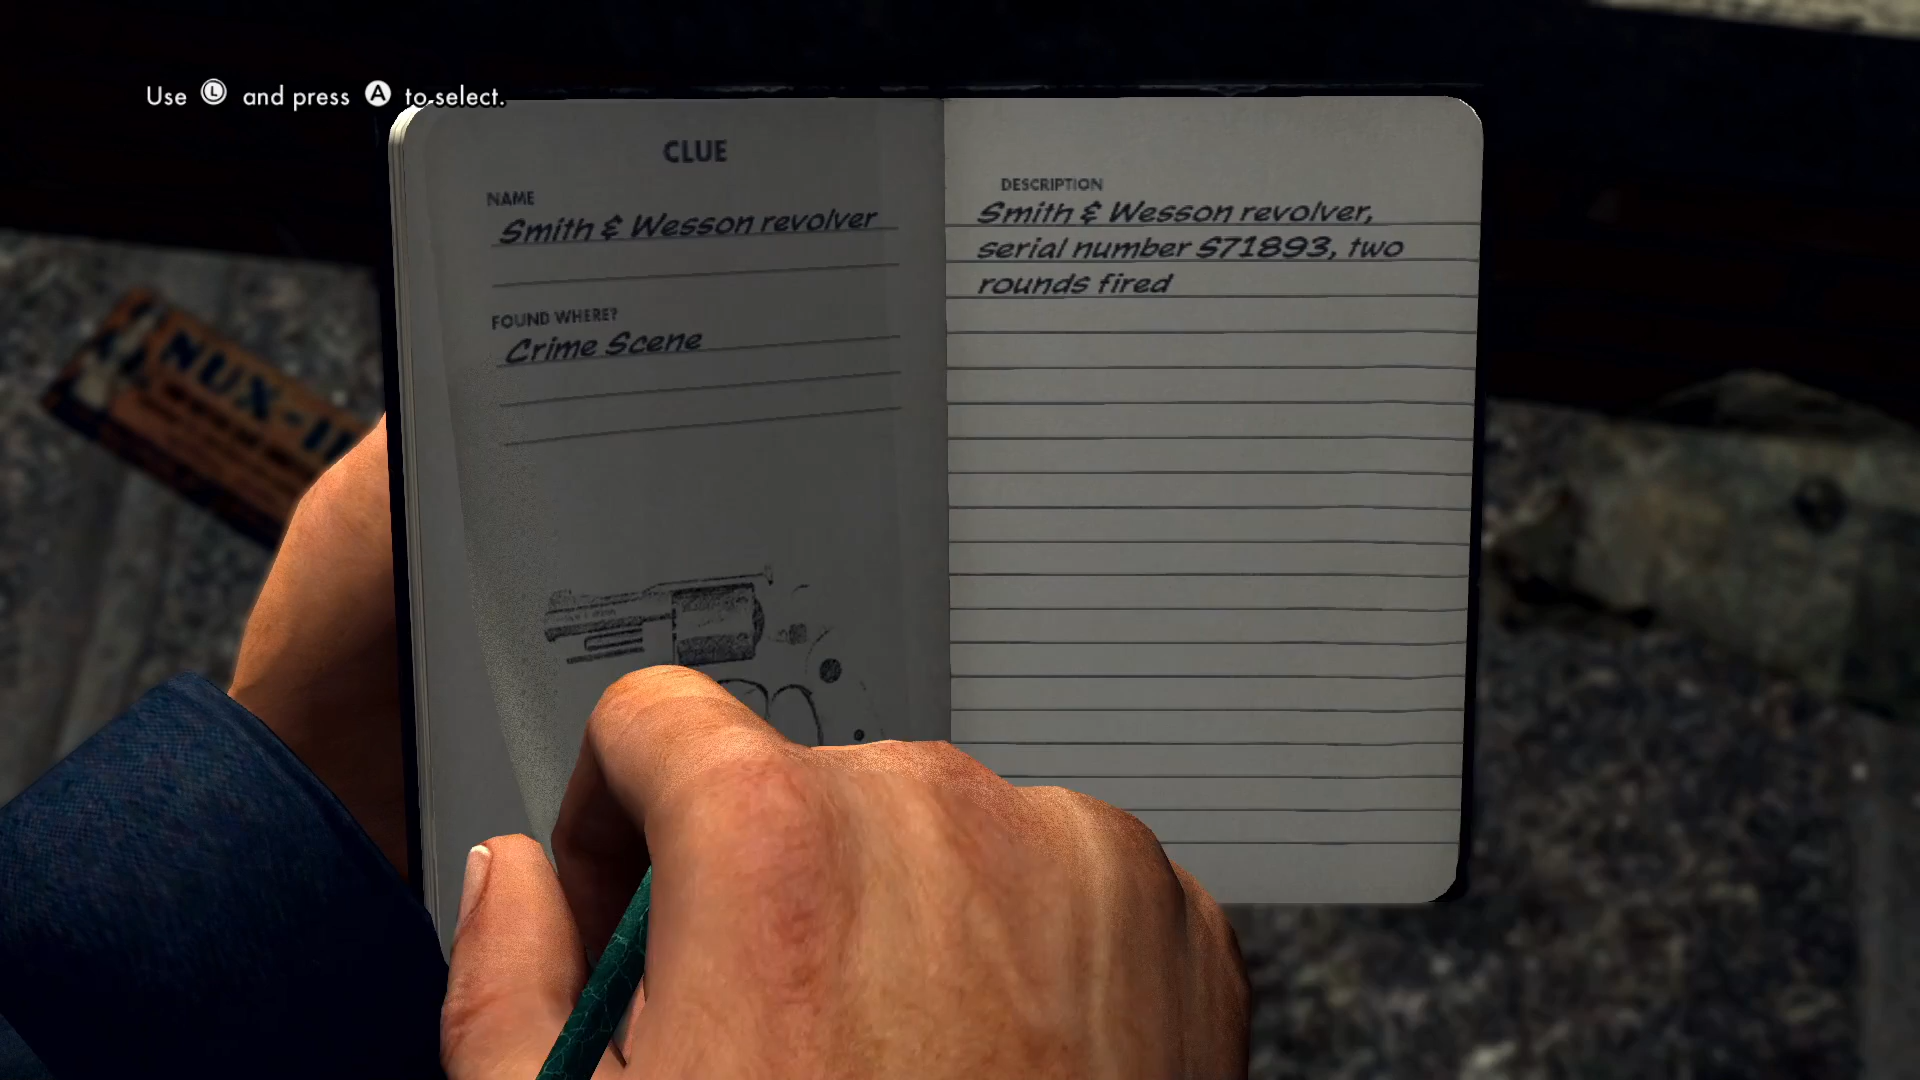 Use Ⓛ and press Ⓐ to select.
CLUE
NAME
Smith & Wesson revolver
FOUND WHERE?
Crime Scene
DESCRIPTION
Smith & Wesson revolver,
serial number S71893, two
rounds fired